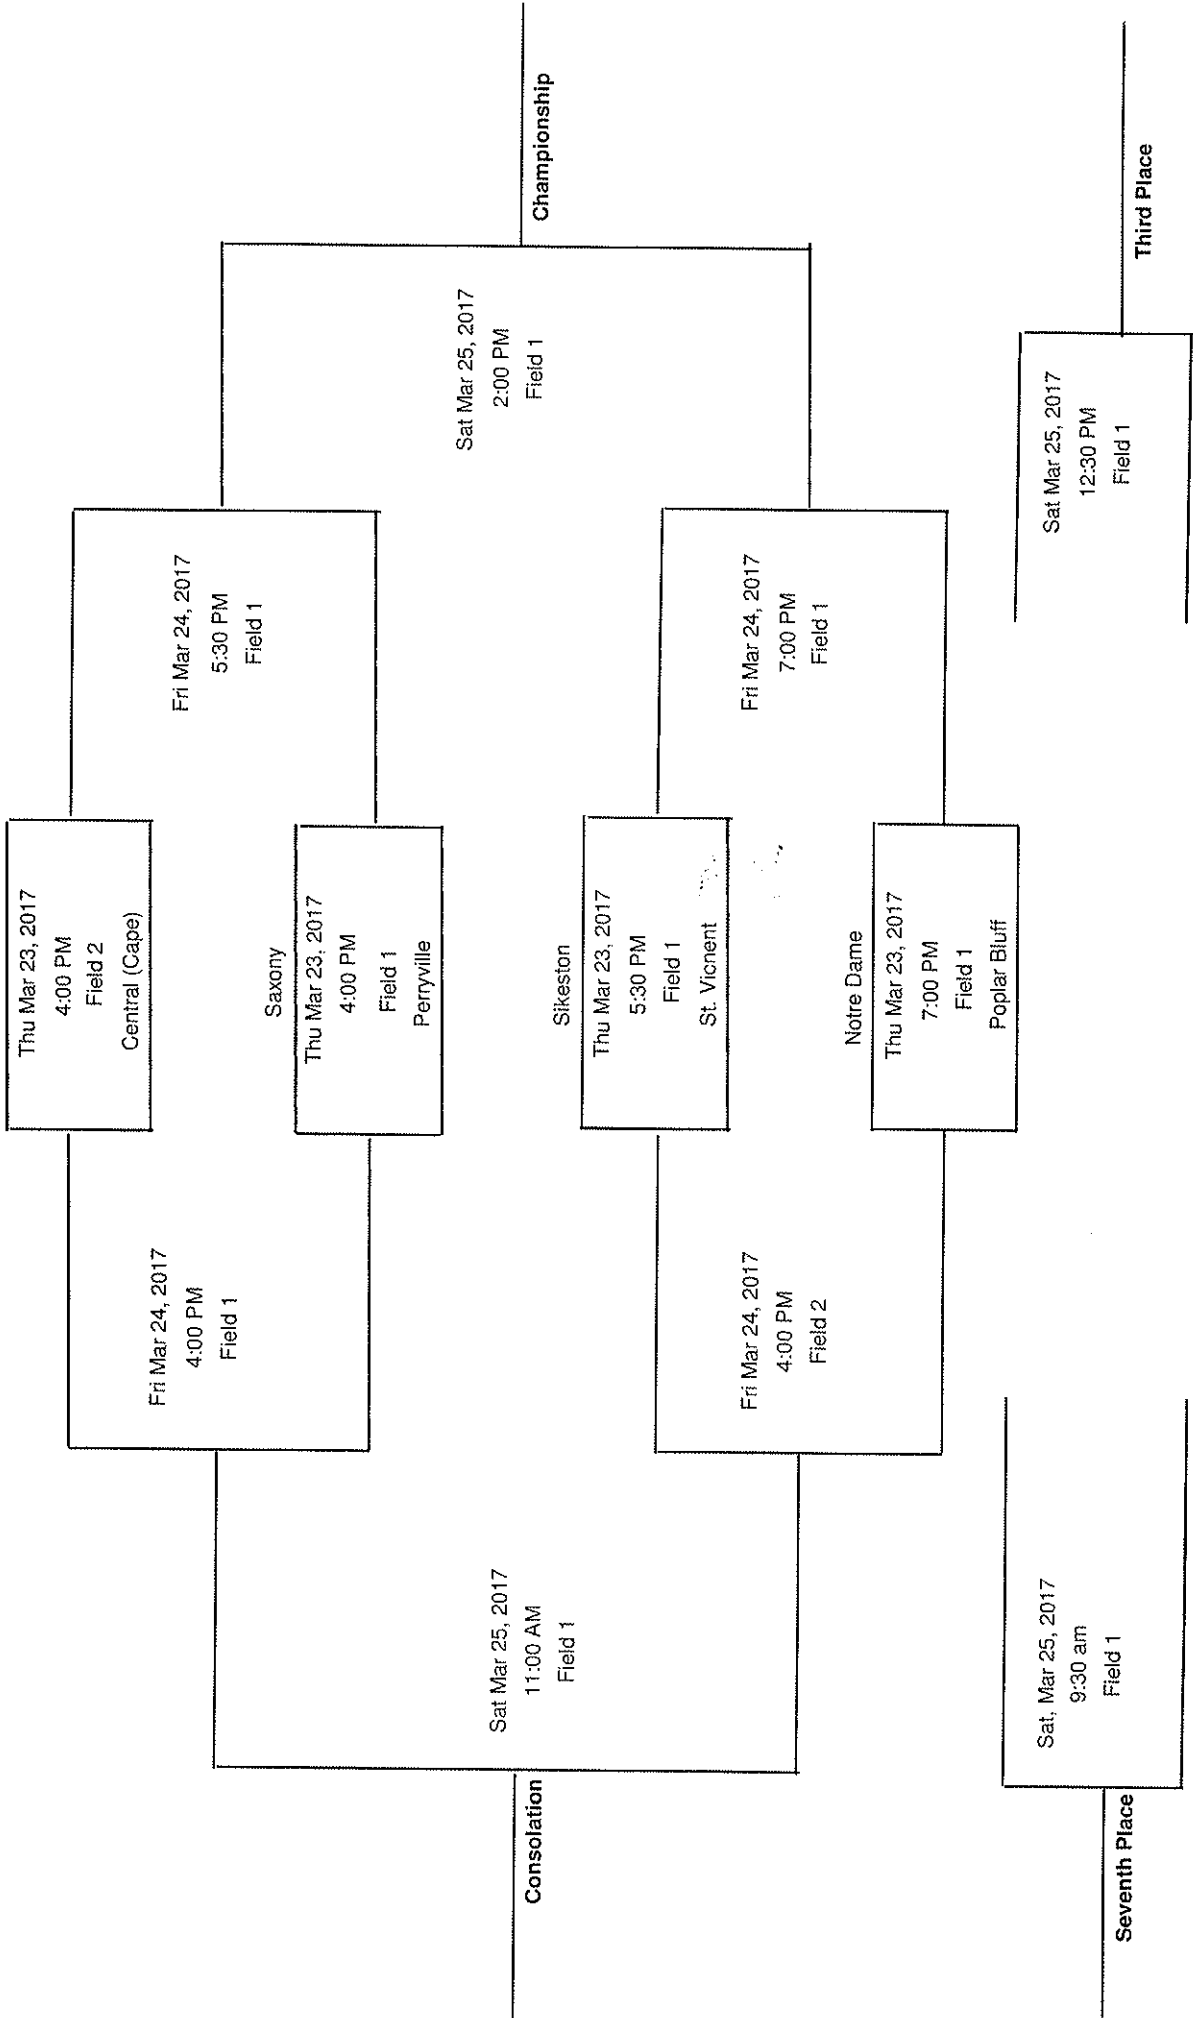 Thu Mar 23, 2017
4:00 PM
Field 2
Central (Cape)
Saxony
Thu Mar 23, 2017
4:00 PM
Field 1
Perryville
Sikeston
Thu Mar 23, 2017
5:30 PM
Field 1
St. Vicnent
Notre Dame
Thu Mar 23, 2017
7:00 PM
Field 1
Poplar Bluff
Fri Mar 24, 2017
4:00 PM
Field 1
Fri Mar 24, 2017
4:00 PM
Field 2
Fri Mar 24, 2017
5:30 PM
Field 1
Fri Mar 24, 2017
7:00 PM
Field 1
Sat Mar 25, 2017
11:00 AM
Field 1
Consolation
Sat Mar 25, 2017
2:00 PM
Field 1
Championship
Sat, Mar 25, 2017
9:30 am
Field 1
Seventh Place
Sat Mar 25, 2017
12:30 PM
Field 1
Third Place